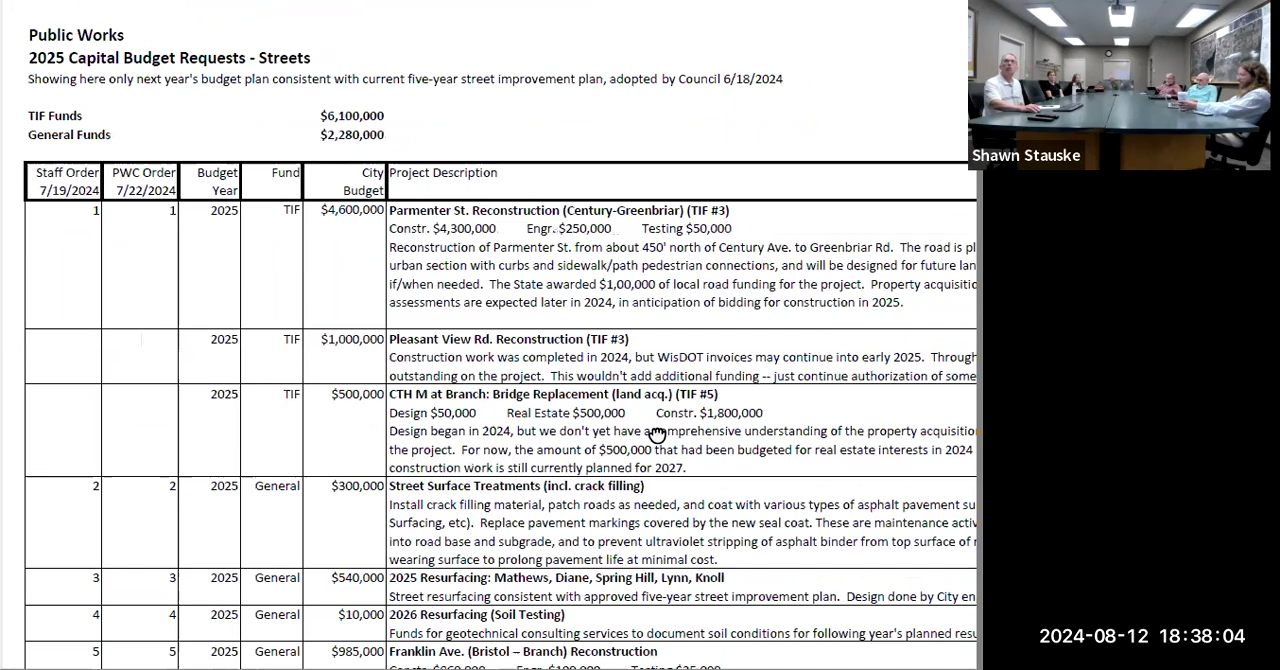 Public Works
2025 Capital Budget Requests - Streets
Showing here only next year's budget plan consistent with current five-year street improvement plan, adopted by Council 6/18/2024
TIF Funds $6,100,000
General Funds $2,280,000
Staff Order 7/19/2024 PWC Order 7/22/2024 Budget Year Fund City Budget Project Description
1 1 2025 TIF $4,600,000 Parmenter St. Reconstruction (Century-Greenbriar) (TIF #3)
Constr. $4,300,000 Engr. $250,000 Testing $50,000
Reconstruction of Parmenter St. from about 450' north of Century Ave. to Greenbriar Rd. The road is pl
urban section with curbs and sidewalk/path pedestrian connections, and will be designed for future lan
if/when needed. The State awarded $1,00,000 of local road funding for the project. Property acquisitio
assessments are expected later in 2024, in anticipation of bidding for construction in 2025.
2025 TIF $1,000,000 Pleasant View Rd. Reconstruction (TIF #3)
Construction work was completed in 2024, but WisDOT invoices may continue into early 2025. Through
outstanding on the project. This wouldn't add additional funding -- just continue authorization of some
2025 TIF $500,000 CTH M at Branch: Bridge Replacement (land acq.) (TIF #5)
Design $50,000 Real Estate $500,000 Constr. $1,800,000
Design began in 2024, but we don't yet have a comprehensive understanding of the property acquisition
the project. For now, the amount of $500,000 that had been budgeted for real estate interests in 2024
construction work is still currently planned for 2027.
2 2 2025 General $300,000 Street Surface Treatments (incl. crack filling)
Install crack filling material, patch roads as needed, and coat with various types of asphalt pavement su
Surfacing, etc). Replace pavement markings covered by the new seal coat. These are maintenance activ
into road base and subgrade, and to prevent ultraviolet stripping of asphalt binder from top surface of r
wearing surface to prolong pavement life at minimal cost.
3 3 2025 General $540,000 2025 Resurfacing: Mathews, Diane, Spring Hill, Lynn, Knoll
Street resurfacing consistent with approved five-year street improvement plan. Design done by City en
4 4 2025 General $10,000 2026 Resurfacing (Soil Testing)
Funds for geotechnical consulting services to document soil conditions for following year's planned resu
5 5 2025 General $985,000 Franklin Ave. (Bristol – Branch) Reconstruction
Shawn Stauske
2024-08-12 18:38:04